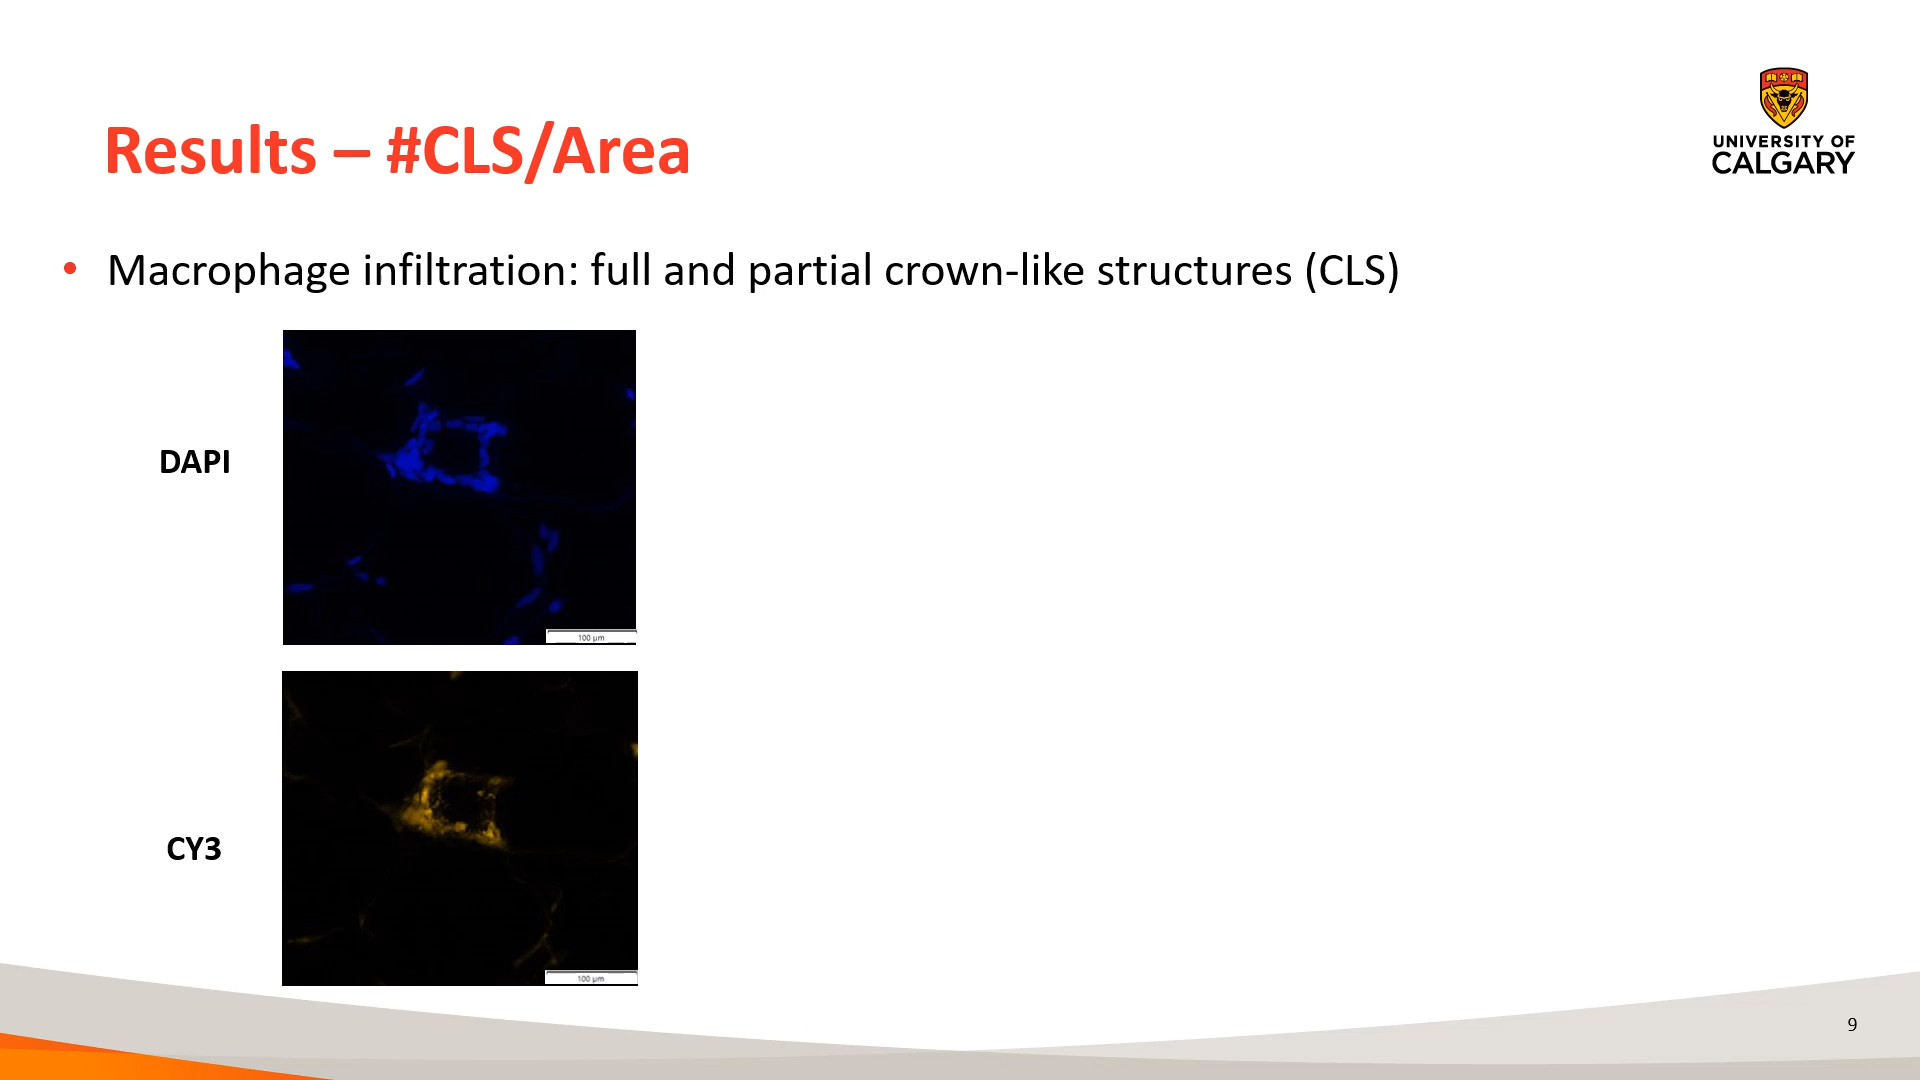 UNIVERSITY OF
CALGARY
Results – #CLS/Area
• Macrophage infiltration: full and partial crown-like structures (CLS)
DAPI
100 µm
CY3
100 µm
9